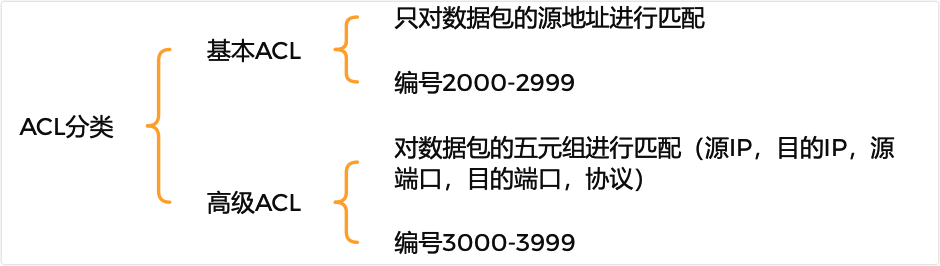 ACL分类
基本ACL
只对数据包的源地址进行匹配
编号2000-2999
高级ACL
对数据包的五元组进行匹配（源IP，目的IP，源
端口，目的端口，协议）
编号3000-3999